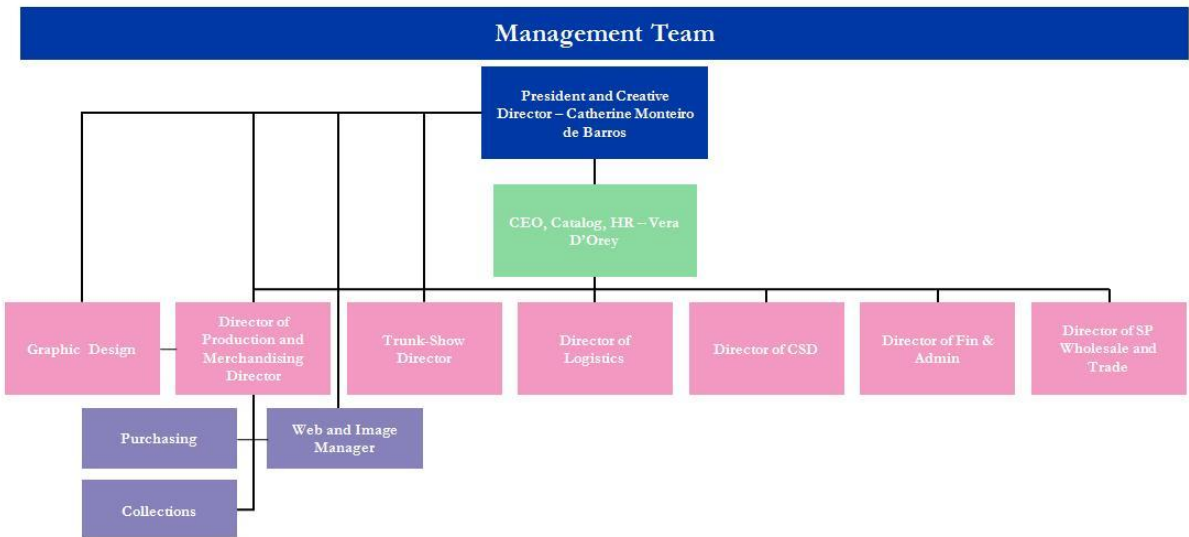 Management Team
President and Creative
Director – Catherine Monteiro
de Barros
CEO, Catalog, HR – Vera
D'Orey
Graphic Design
Director of
Production and
Merchandising
Director
Trunk-Show
Director
Director of
Logistics
Director of CSD
Director of Fin &
Admin
Director of SP
Wholesale and
Trade
Purchasing
Web and Image
Manager
Collections